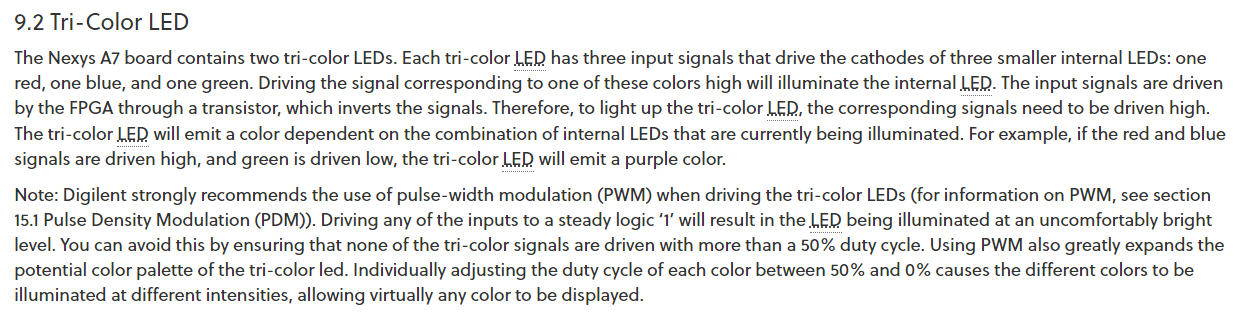 9.2 Tri-Color LED
The Nexys A7 board contains two tri-color LEDs. Each tri-color LED has three input signals that drive the cathodes of three smaller internal LEDs: one
red, one blue, and one green. Driving the signal corresponding to one of these colors high will illuminate the internal LED. The input signals are driven
by the FPGA through a transistor, which inverts the signals. Therefore, to light up the tri-color LED, the corresponding signals need to be driven high.
The tri-color LED will emit a color dependent on the combination of internal LEDs that are currently being illuminated. For example, if the red and blue
signals are driven high, and green is driven low, the tri-color LED will emit a purple color.
Note: Digilent strongly recommends the use of pulse-width modulation (PWM) when driving the tri-color LEDs (for information on PWM, see section
15.1 Pulse Density Modulation (PDM)). Driving any of the inputs to a steady logic ‘1’ will result in the LED being illuminated at an uncomfortably bright
level. You can avoid this by ensuring that none of the tri-color signals are driven with more than a 50% duty cycle. Using PWM also greatly expands the
potential color palette of the tri-color led. Individually adjusting the duty cycle of each color between 50% and 0% causes the different colors to be
illuminated at different intensities, allowing virtually any color to be displayed.